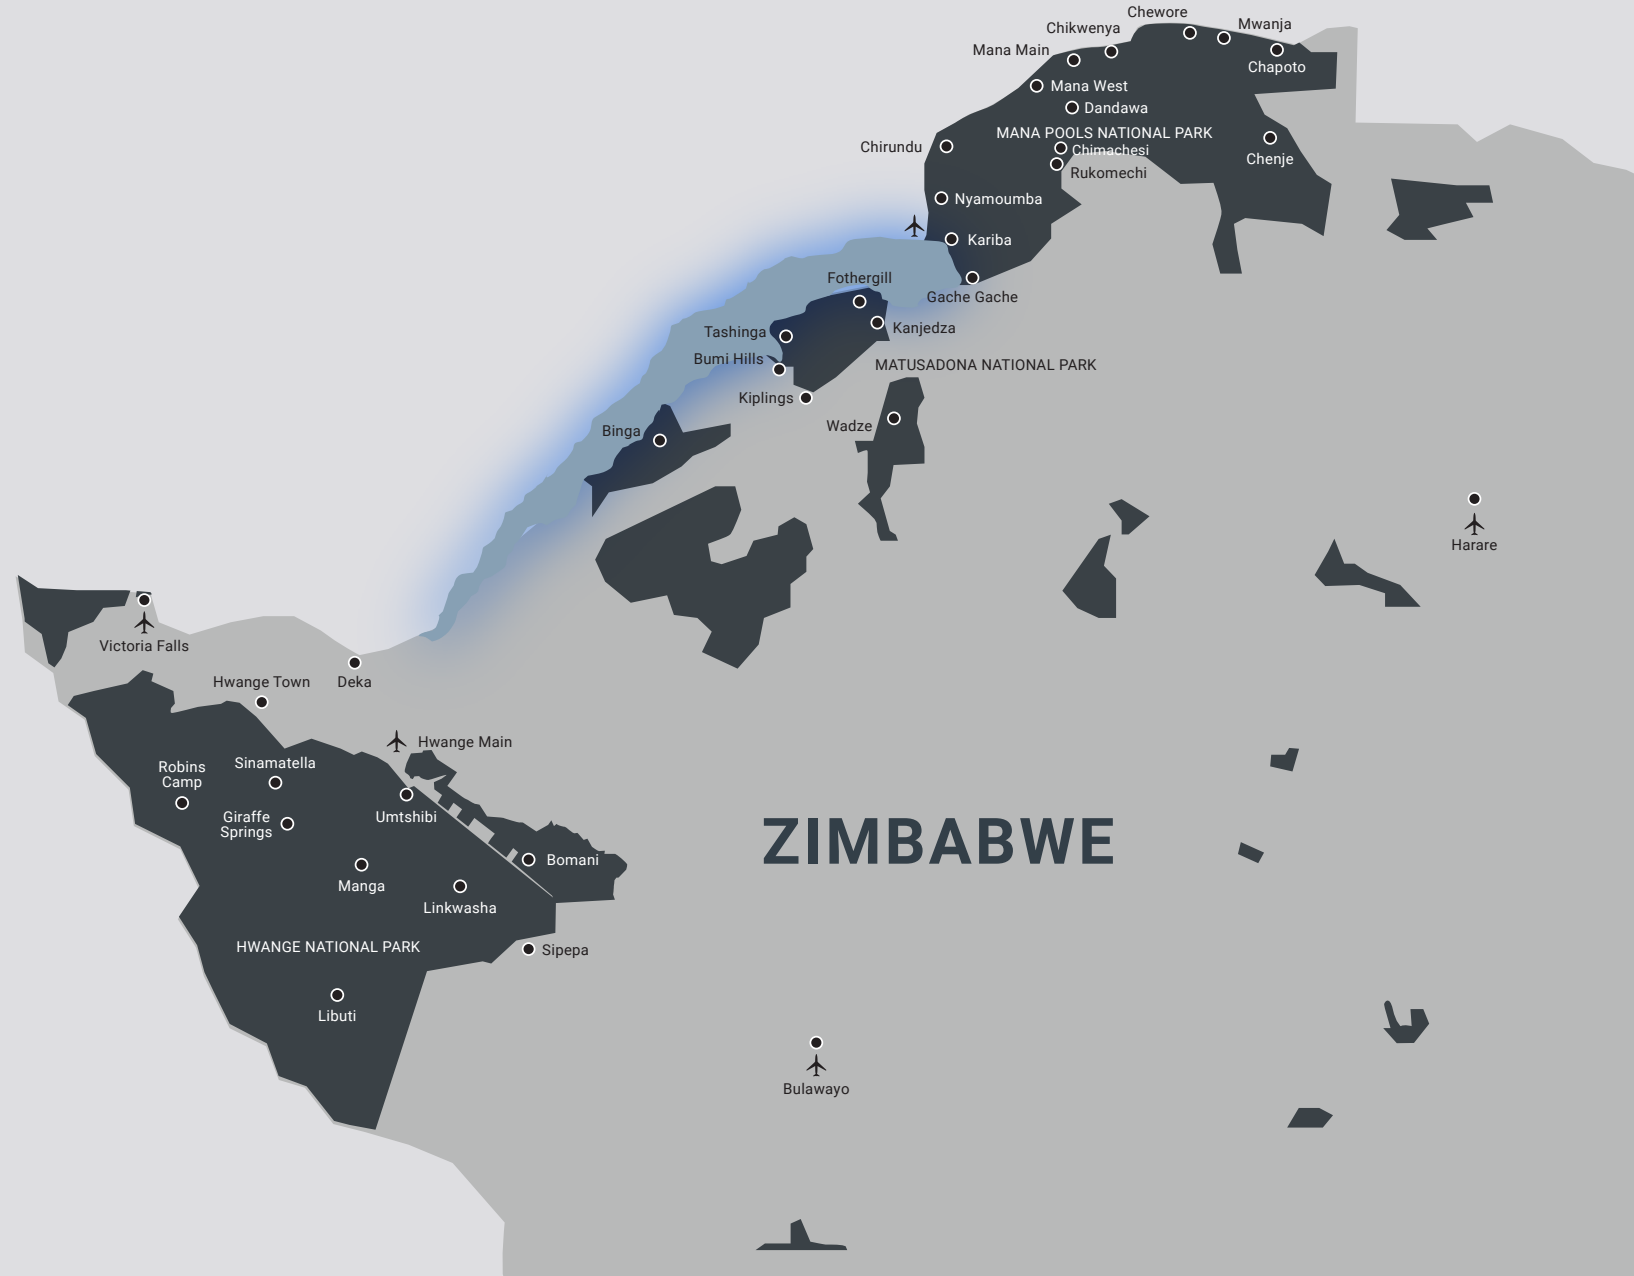 Chewore
Mwanja
Chikwenya
Mana Main
Chapoto
Mana West
Dandawa
MANA POOLS NATIONAL PARK
Chirundu
Chimachesi
Chenje
Rukomechi
Nyamoumba
Kariba
Fothergill
Gache Gache
Tashinga
Kanjedza
Bumi Hills
MATUSADONA NATIONAL PARK
Kiplings
Wadze
Binga
Harare
Victoria Falls
Hwange Town
Deka
Hwange Main
Robins
Camp
Sinamatella
Giraffe
Springs
Umtshibi
ZIMBABWE
Bomani
Manga
Linkwasha
HWANGE NATIONAL PARK
Sipepa
Libuti
Bulawayo